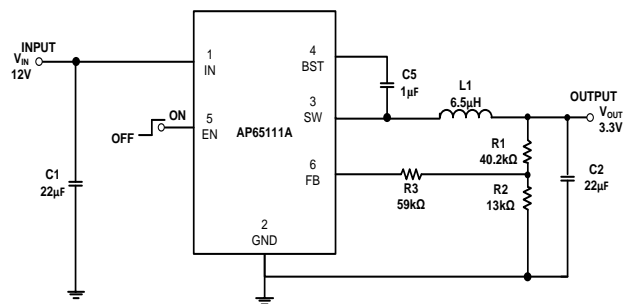 INPUT
VIN
12V
C1
22μF
ON
OFF
1
IN
5
EN
AP65111A
4
BST
3
SW
6
FB
2
GND
C5
1μF
L1
6.5μH
R3
59kΩ
R1
40.2kΩ
R2
13kΩ
OUTPUT
VOUT
3.3V
C2
22μF